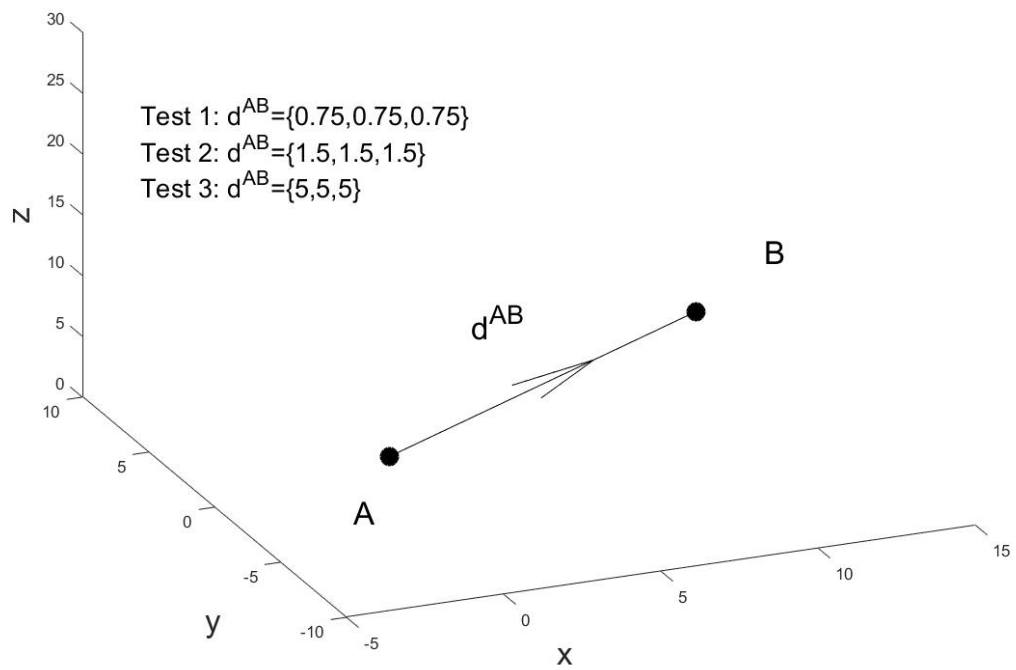 30
25
20
15
10
5
0
z
Test 1: d^AB={0.75,0.75,0.75}
Test 2: d^AB={1.5,1.5,1.5}
Test 3: d^AB={5,5,5}
B
d^AB
A
10
5
0
-5
-10
y
-5
0
5
10
15
x